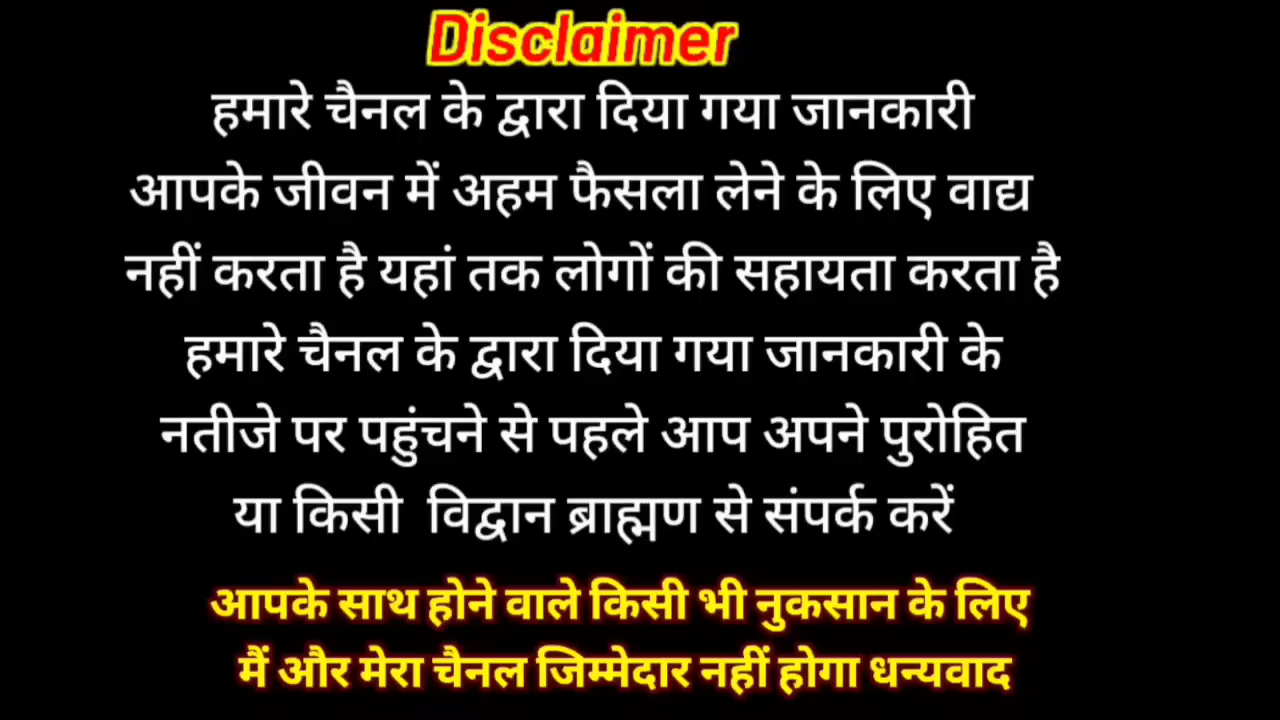 Disclaimer
हमारे चैनल के द्वारा दिया गया जानकारी
आपके जीवन में अहम फैसला लेने के लिए वाद्य
नहीं करता है यहां तक लोगों की सहायता करता है
हमारे चैनल के द्वारा दिया गया जानकारी के
नतीजे पर पहुंचने से पहले आप अपने पुरोहित
या किसी विद्वान ब्राह्मण से संपर्क करें
आपके साथ होने वाले किसी भी नुकसान के लिए
मैं और मेरा चैनल जिम्मेदार नहीं होगा धन्यवाद